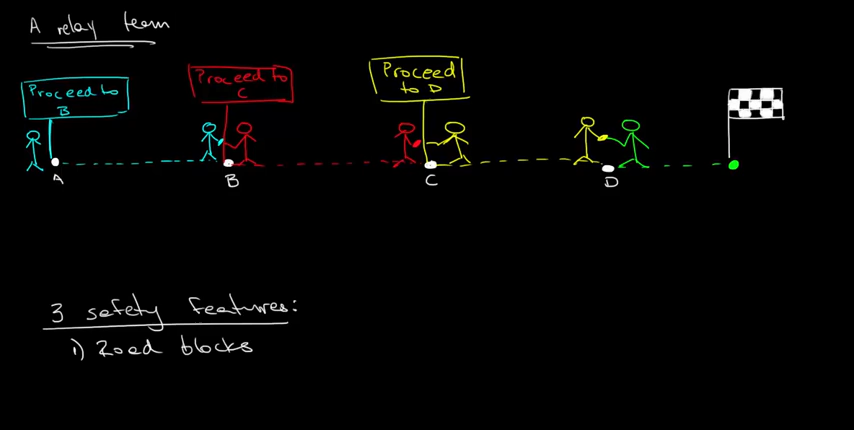 A relay team
Proceed to
B
Proceed to
C
Proceed
to D
A
B
C
D
3 safety features:
1) Road blocks